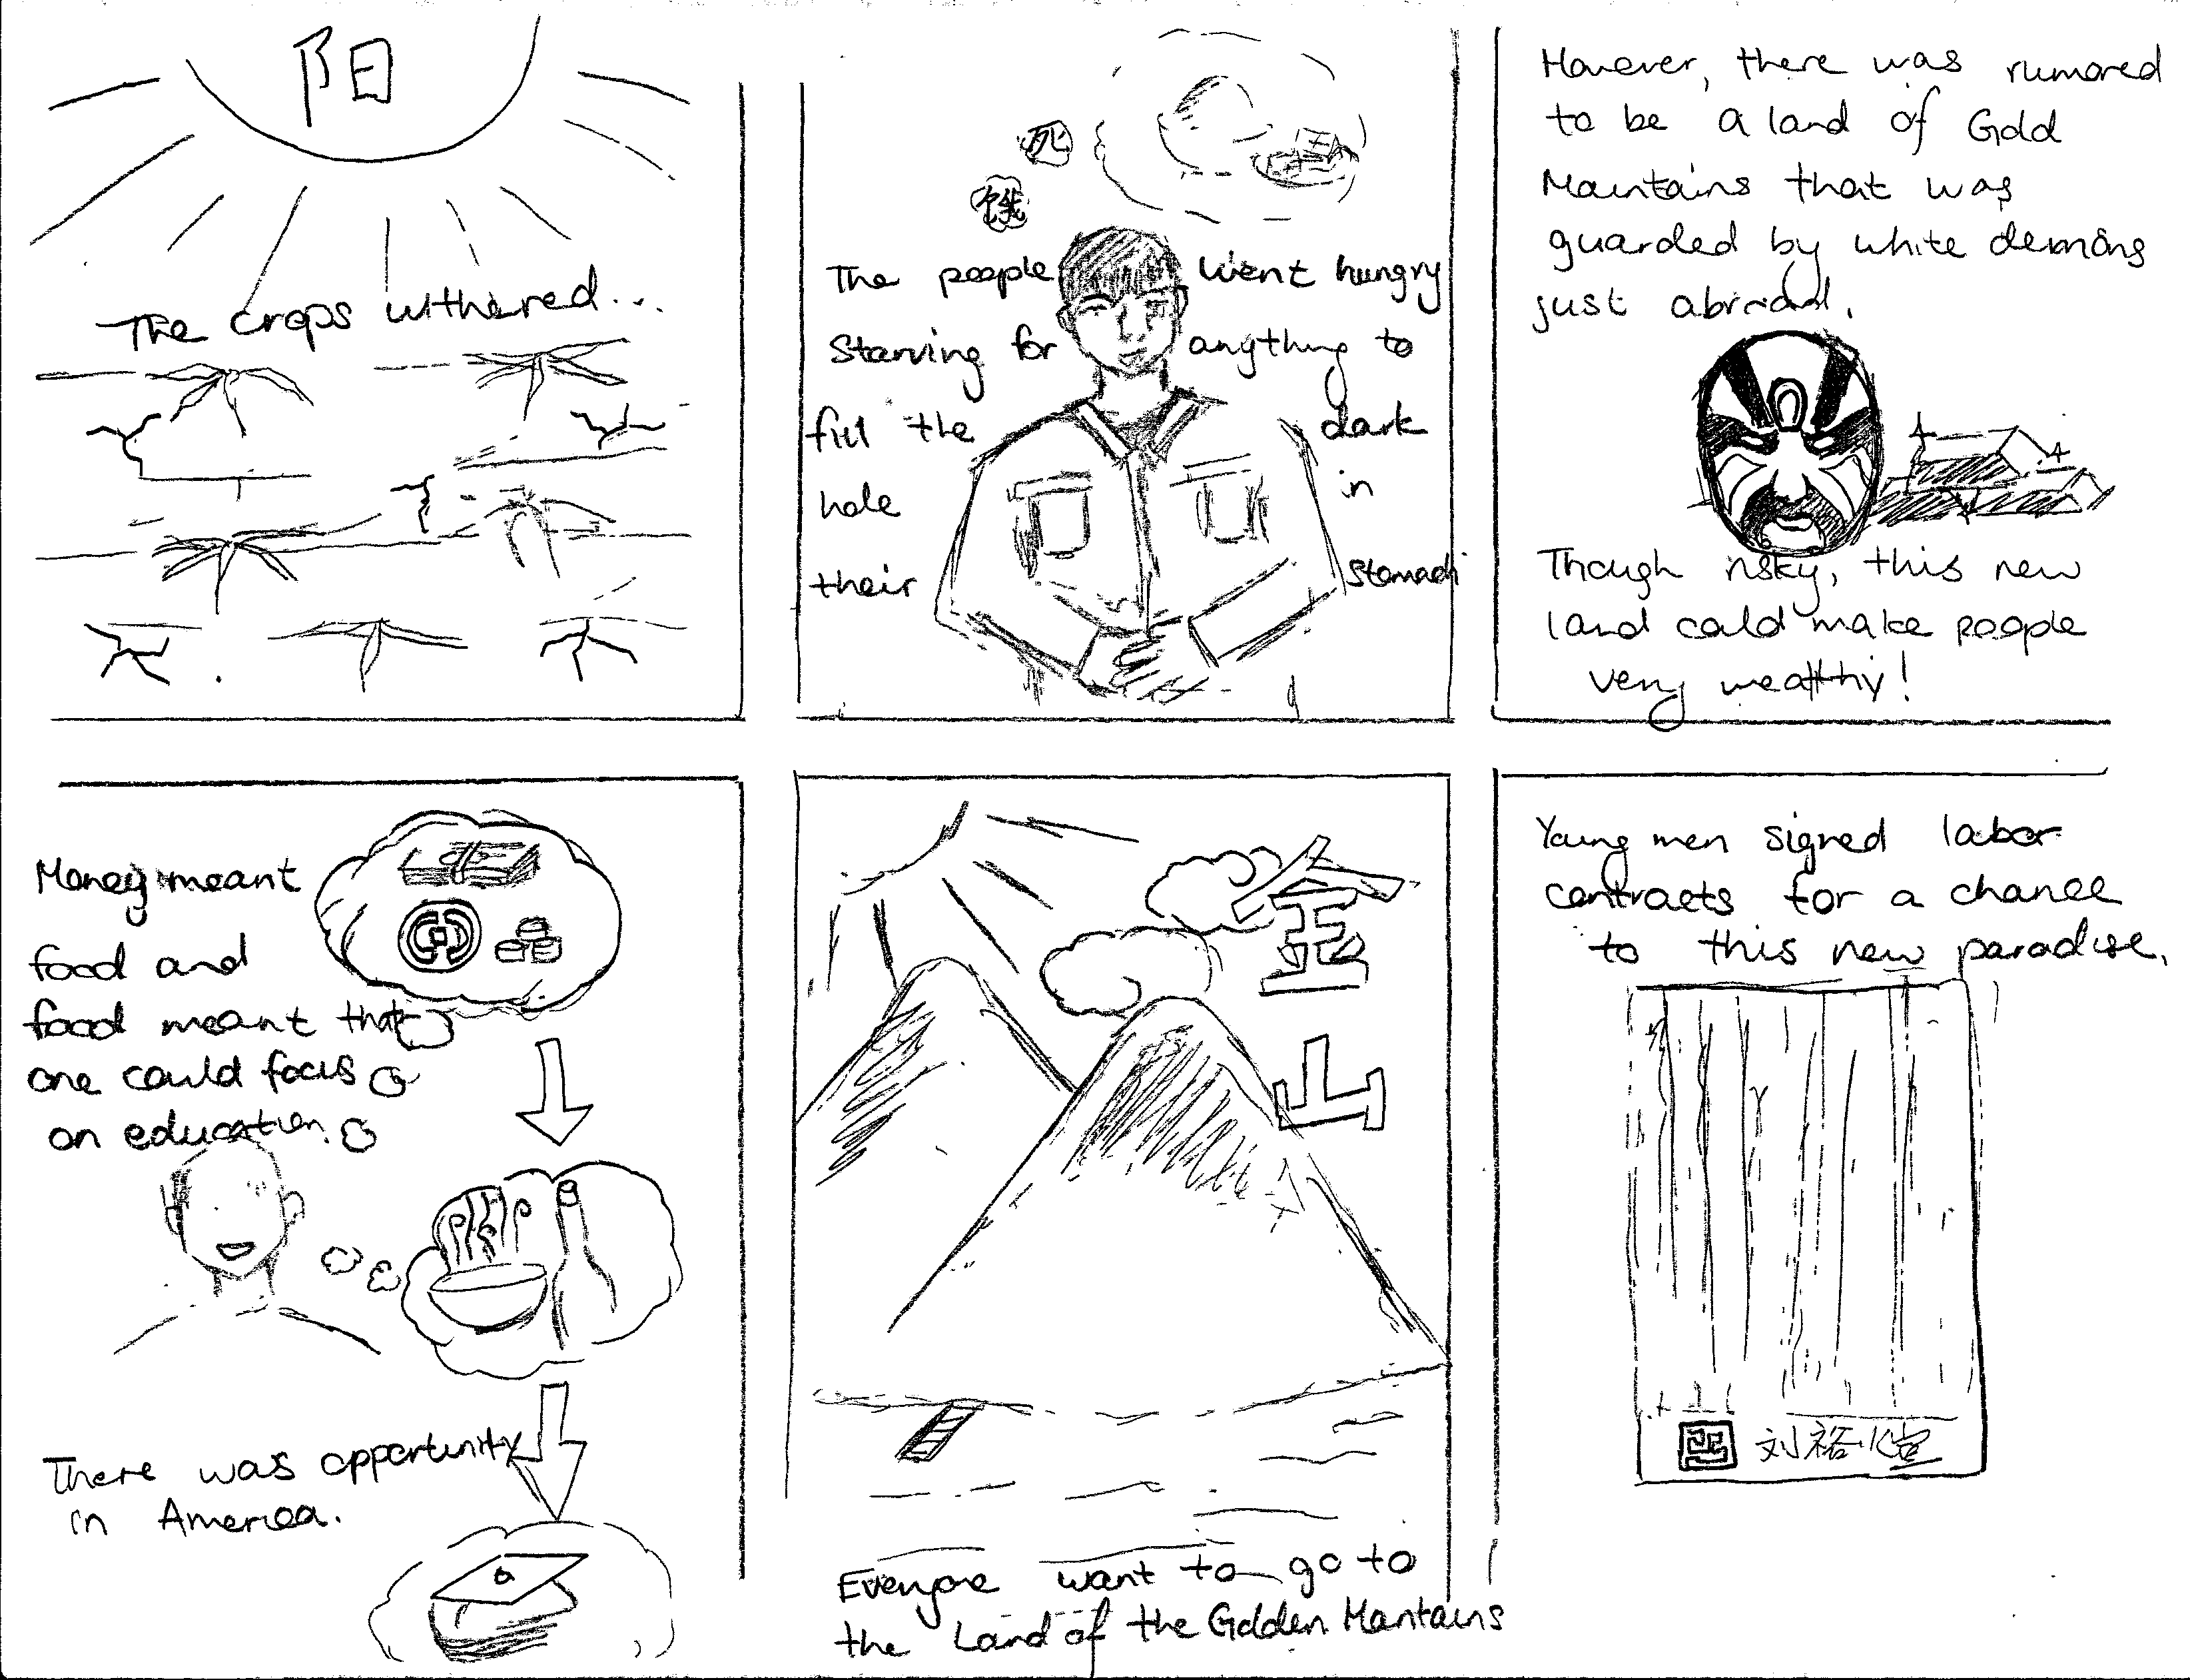 阳
The crops withered...
死
饿
The people went hungry
Starving for anything to
fill the dark
hole in
their stomach
However, there was rumored
to be a land of Gold
Mountains that was
guarded by white demons
just abroad.
Though risky, this new
land could make people
very wealthy!
Money meant
food and
food meant that
one could focus
on education.
There was opportunity
in America.
金
山
Everyone want to go to
the Land of the Golden Mountains
Young men signed labor
contracts for a chance
to this new paradise.
刘裕